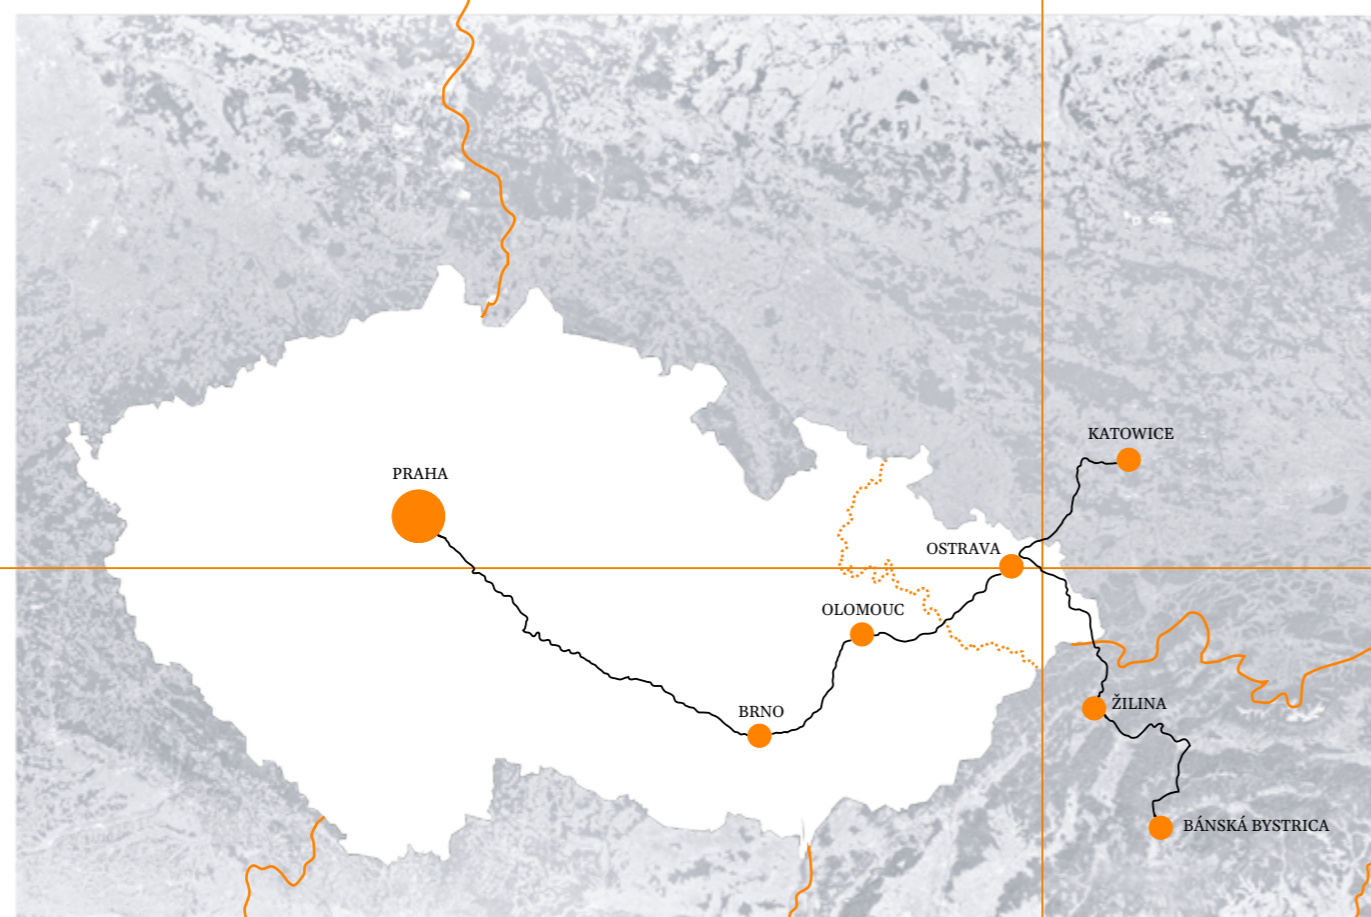 KATOWICE
PRAHA
OSTRAVA
OLOMOUC
ŽILINA
BRNO
BÁNSKÁ BYSTRICA